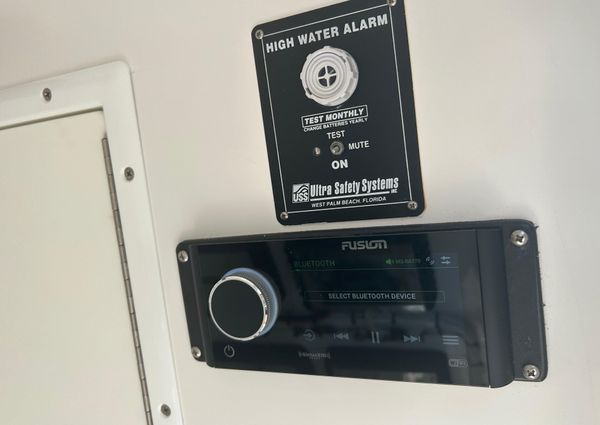 HIGH WATER ALARM
TEST MONTHLY
CHANGE BATTERIES YEARLY
TEST
MUTE
ON
USS Ultra Safety Systems INC
WEST PALM BEACH, FLORIDA
FUSION
BLUETOOTH
SELECT BLUETOOTH DEVICE